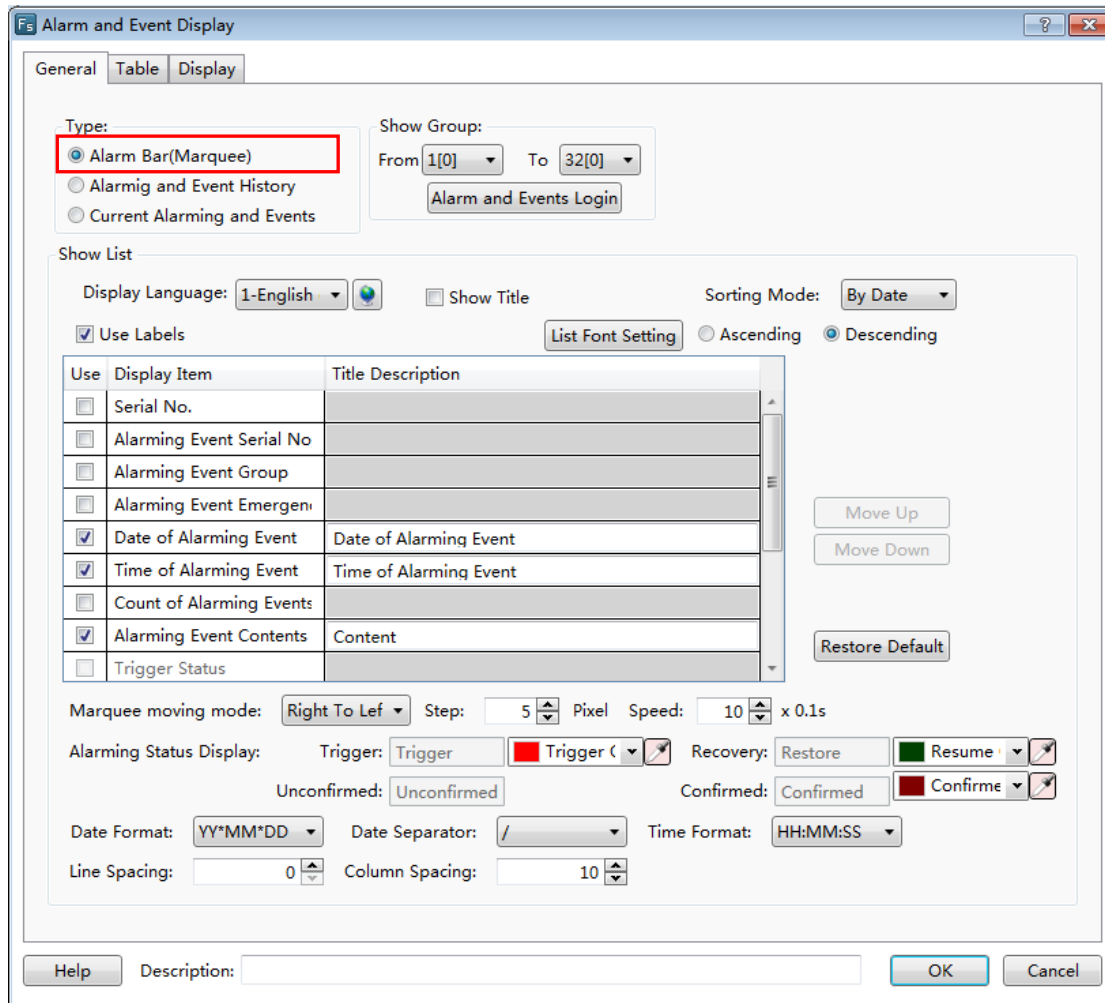 Fs Alarm and Event Display
General Table Display
Type: Show Group:
Alarm Bar(Marquee) From 1[0] To 32[0]
Alarmig and Event History Alarm and Events Login
Current Alarming and Events
Show List
Display Language: 1-English Show Title Sorting Mode: By Date
Use Labels List Font Setting Ascending Descending
Use Display Item Title Description
Serial No.
Alarming Event Serial No
Alarming Event Group
Alarming Event Emergen
Date of Alarming Event Date of Alarming Event
Time of Alarming Event Time of Alarming Event
Count of Alarming Events
Alarming Event Contents Content
Trigger Status
Move Up
Move Down
Restore Default
Marquee moving mode: Right To Lef Step: 5 Pixel Speed: 10 x 0.1s
Alarming Status Display: Trigger: Trigger Trigger ( Recovery: Restore Resume
Unconfirmed: Unconfirmed Confirmed: Confirmed Confirme
Date Format: YY*MM*DD Date Separator: / Time Format: HH:MM:SS
Line Spacing: 0 Column Spacing: 10
Help Description: OK Cancel